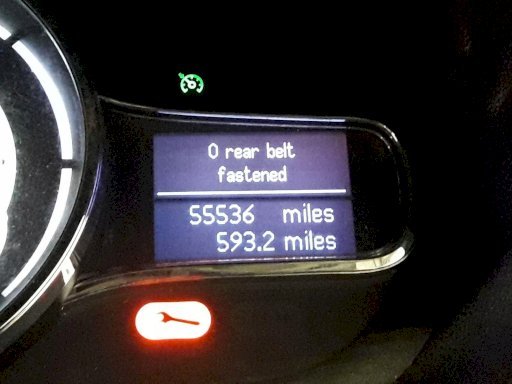 0 rear belt
fastened
55536 miles
593.2 miles